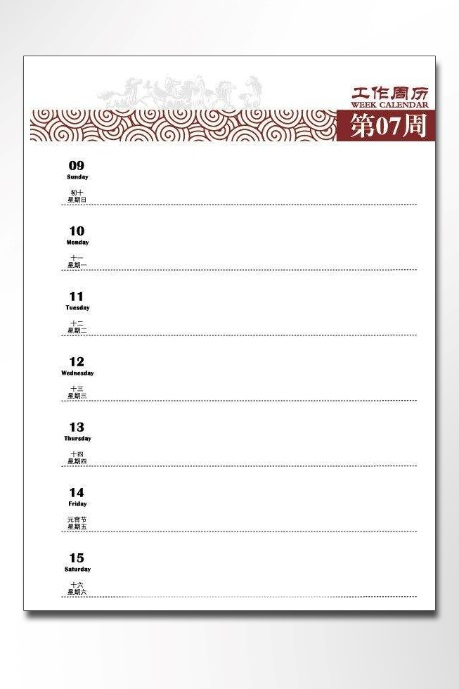 工作周历
WEEK CALENDAR
第07周
09
Sunday
初十
星期日
10
Monday
十一
星期一
11
Tuesday
十二
星期二
12
Wednesday
十三
星期三
13
Thursday
十四
星期四
14
Friday
元宵节
星期五
15
Saturday
十六
星期六